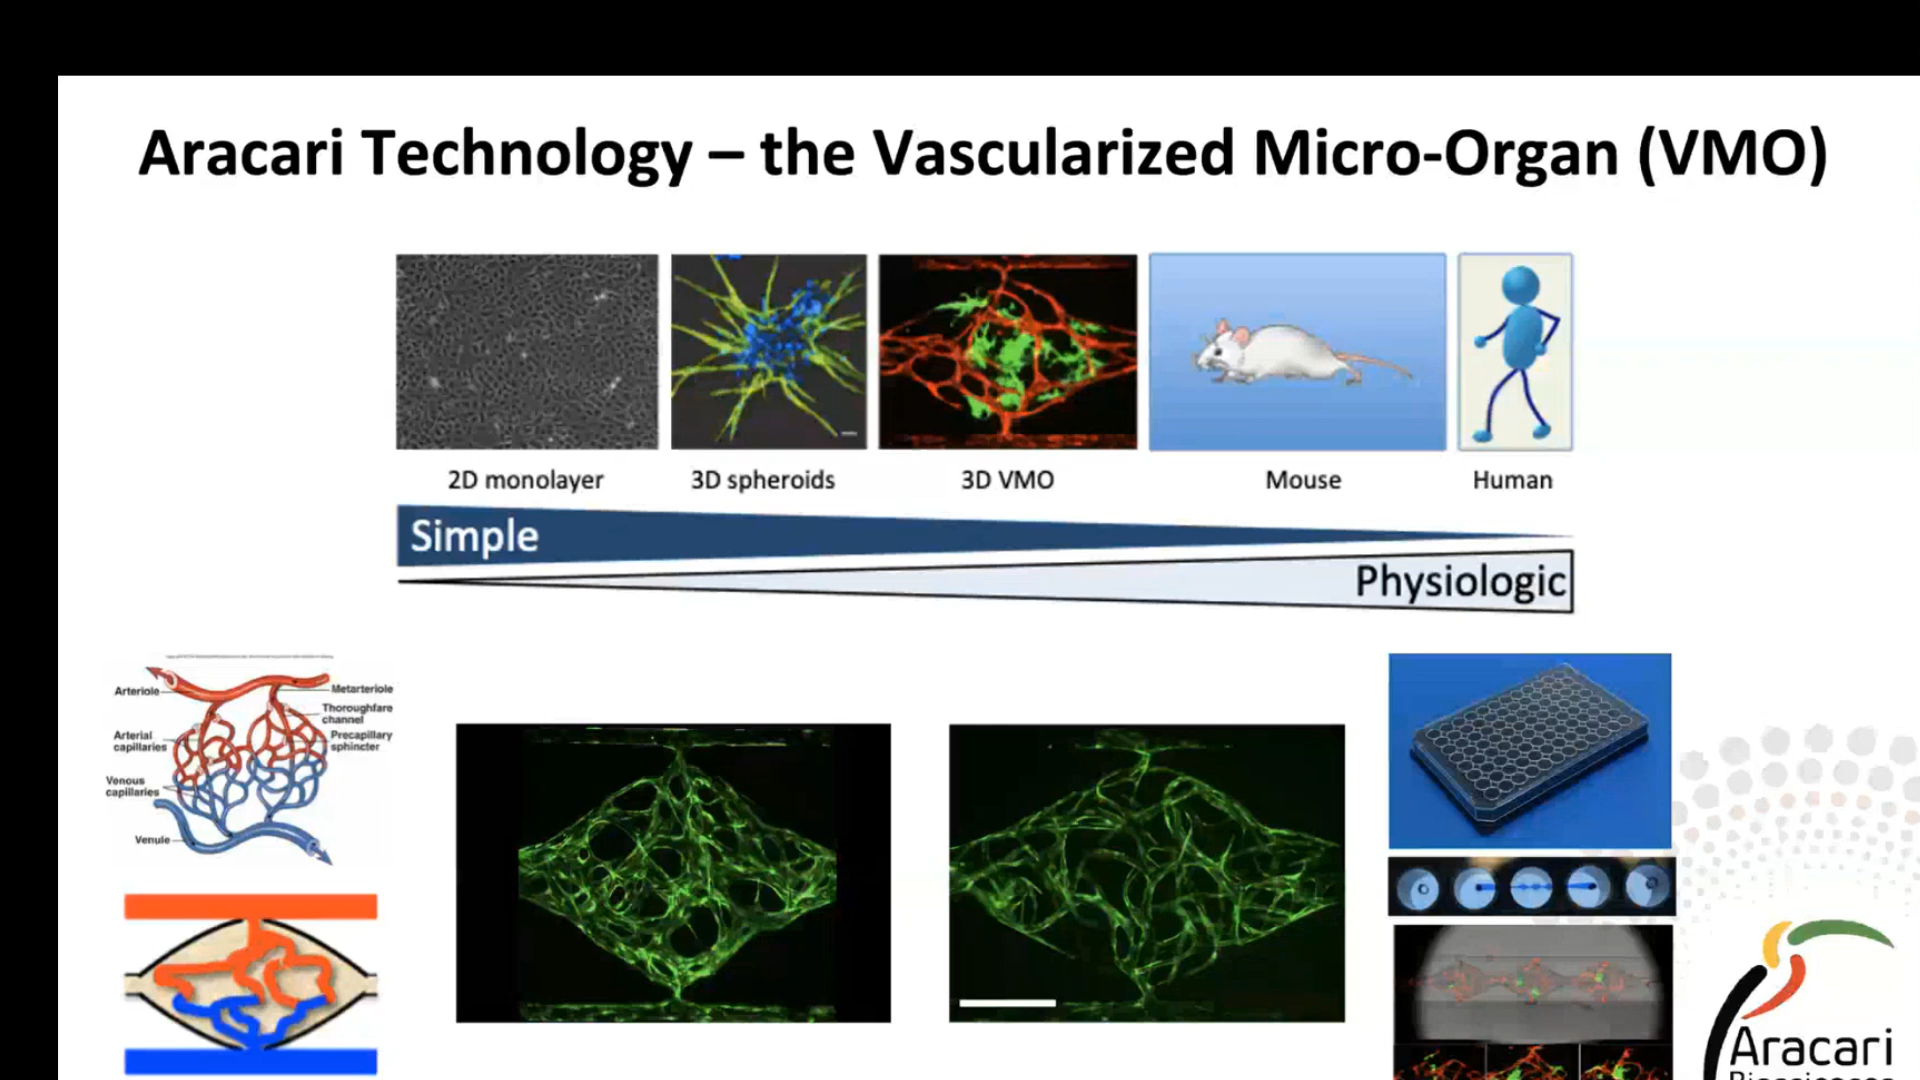 Aracari Technology – the Vascularized Micro-Organ (VMO)
2D monolayer
3D spheroids
3D VMO
Mouse
Human
Simple
Physiologic
Arteriole
Metarteriole
Thoroughfare
channel
Arterial
capillaries
Precapillary
sphincter
Venous
capillaries
Venule
Aracari